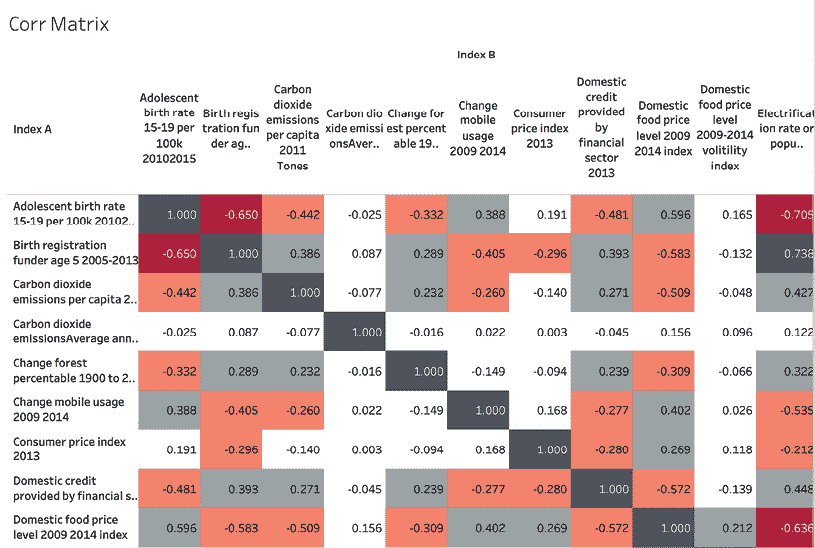 Corr Matrix
Index B
Index A
Adolescent
birth rate
15-19 per
100k
20102015
Birth regis
tration fun
der ag..
Carbon
dioxide
emissions
per capita
2011
Tones
Carbon dio
xide emissi
onsAver..
Change for
est percent
able 19..
Change
mobile
usage
2009 2014
Consumer
price index
2013
Domestic
credit
provided
by
financial
sector
2013
Domestic
food price
level 2009
2014 index
Domestic
food price
level
2009-2014
volitility
index
Electrificat
ion rate or
popu..
Adolescent birth rate
15-19 per 100k 20102..
1.000 -0.650 -0.442 -0.025 -0.332 0.388 0.191 -0.481 0.596 0.165 -0.705
Birth registration
funder age 5 2005-2013
-0.650 1.000 0.386 0.087 0.289 -0.405 -0.296 0.393 -0.583 -0.132 0.738
Carbon dioxide
emissions per capita 2..
-0.442 0.386 1.000 -0.077 0.232 -0.260 -0.140 0.271 -0.509 -0.048 0.427
Carbon dioxide
emissionsAverage ann..
-0.025 0.087 -0.077 1.000 -0.016 0.022 0.003 -0.045 0.156 0.096 0.122
Change forest
percentable 1900 to 2..
-0.332 0.289 0.232 -0.016 1.000 -0.149 -0.094 0.239 -0.309 -0.066 0.322
Change mobile usage
2009 2014
0.388 -0.405 -0.260 0.022 -0.149 1.000 0.168 -0.277 0.402 0.026 -0.535
Consumer price index
2013
0.191 -0.296 -0.140 0.003 -0.094 0.168 1.000 -0.280 0.269 0.118 -0.212
Domestic credit
provided by financial s..
-0.481 0.393 0.271 -0.045 0.239 -0.277 -0.280 1.000 -0.572 -0.139 0.448
Domestic food price
level 2009 2014 index
0.596 -0.583 -0.509 0.156 -0.309 0.402 0.269 -0.572 1.000 0.212 -0.636